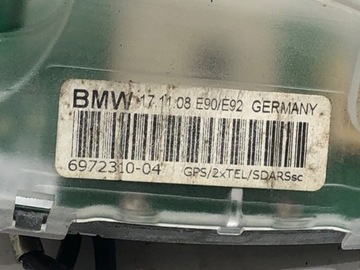 BMW 17.11.08 E90/E92 GERMANY
6972310-04 GPS/2xTEL/SDARSsc